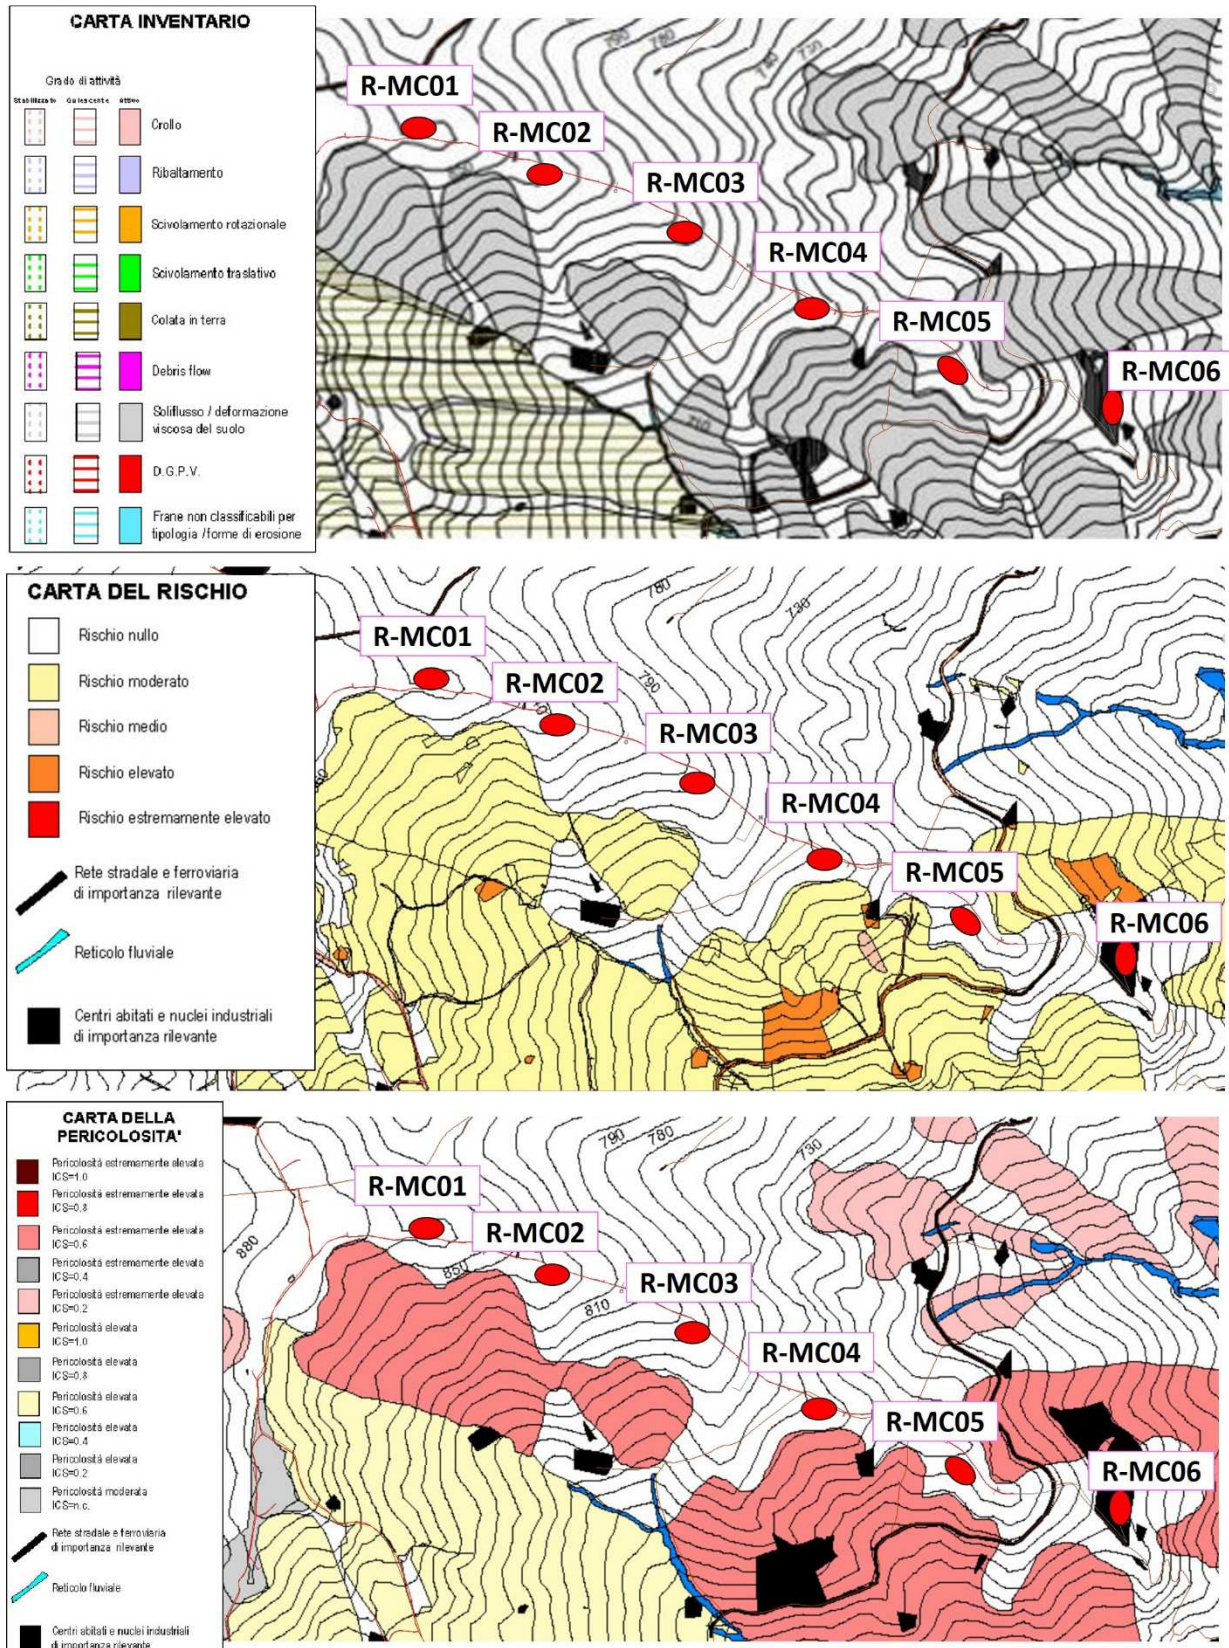 CARTA INVENTARIO
Grado di attività
Stabilizzato Quiescente Attivo
Crollo
Ribaltamento
Scivolamento rotazionale
Scivolamento traslativo
Colata in terra
Debris flow
Soliflusso / deformazione
viscosa del suolo
D.G.P.V.
Frane non classificabili per
tipologia /forme di erosione
790
780
730
R-MC01
R-MC02
R-MC03
R-MC04
R-MC05
R-MC06
710
CARTA DEL RISCHIO
Rischio nullo
Rischio moderato
Rischio medio
Rischio elevato
Rischio estremamente elevato
Rete stradale e ferroviaria
di importanza rilevante
Reticolo fluviale
Centri abitati e nuclei industriali
di importanza rilevante
780
730
790
R-MC01
R-MC02
R-MC03
R-MC04
R-MC05
R-MC06
CARTA DELLA
PERICOLOSITA'
Pericolosità estremamente elevata
ICS=1.0
Pericolosità estremamente elevata
ICS=0.8
Pericolosità estremamente elevata
ICS=0.6
Pericolosità estremamente elevata
ICS=0.4
Pericolosità estremamente elevata
ICS=0.2
Pericolosità elevata
ICS=1.0
Pericolosità elevata
ICS=0.8
Pericolosità elevata
ICS=0.6
Pericolosità elevata
ICS=0.4
Pericolosità elevata
ICS=0.2
Pericolosità moderata
ICS=n.c.
Rete stradale e ferroviaria
di importanza rilevante
Reticolo fluviale
Centri abitati e nuclei industriali
di importanza rilevante
790
780
730
880
850
810
R-MC01
R-MC02
R-MC03
R-MC04
R-MC05
R-MC06